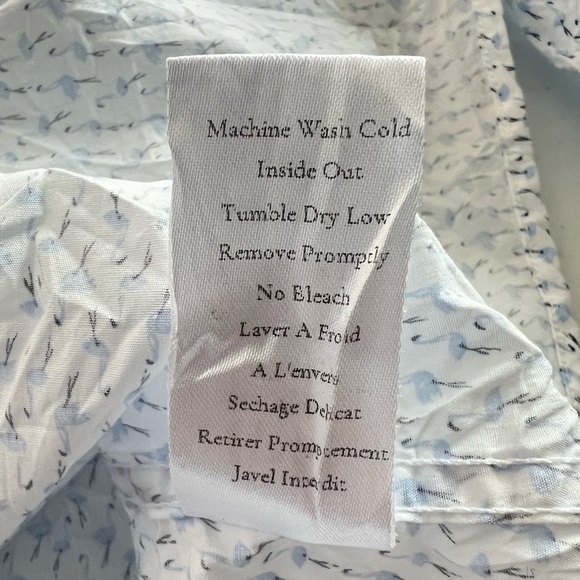 Machine Wash Cold
Inside Out
Tumble Dry Low
Remove Promptly
No Bleach
Laver A Froid
A L'envers
Sechage Delicat
Retirer Promptement
Javel Interdit